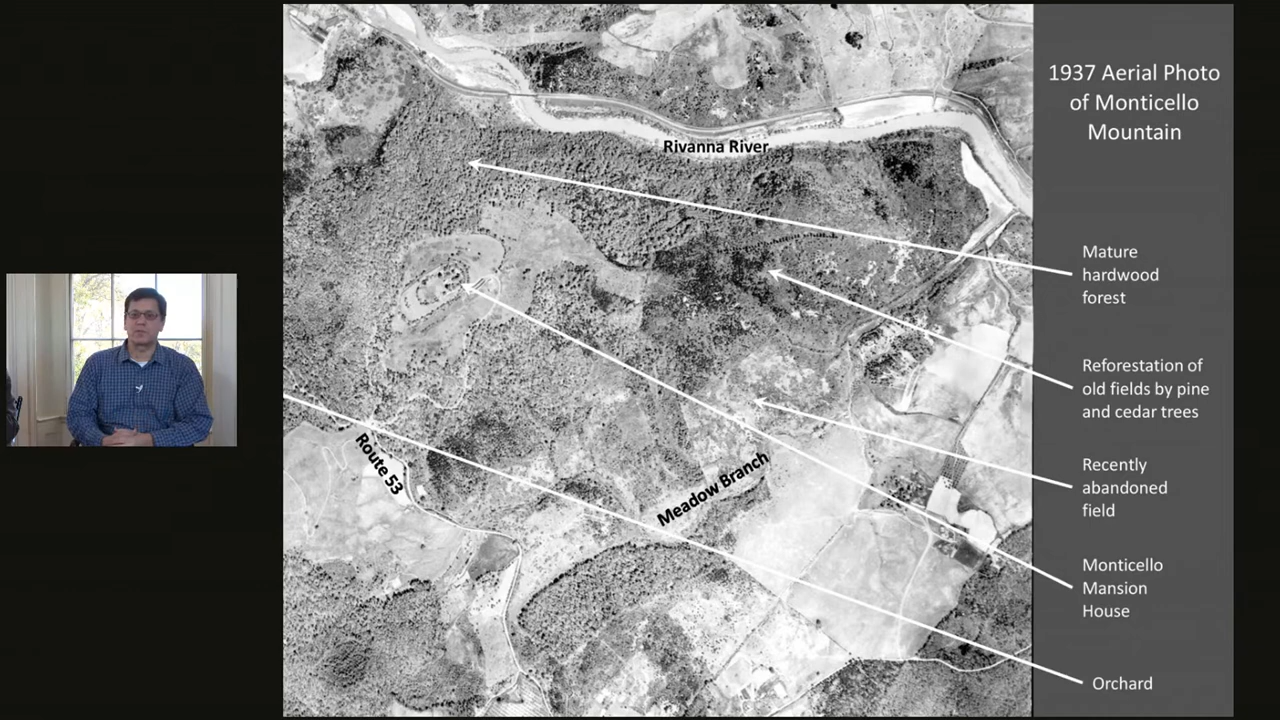 1937 Aerial Photo
of Monticello
Mountain
Rivanna River
Mature
hardwood
forest
Reforestation of
old fields by pine
and cedar trees
Route 53
Meadow Branch
Recently
abandoned
field
Monticello
Mansion
House
Orchard